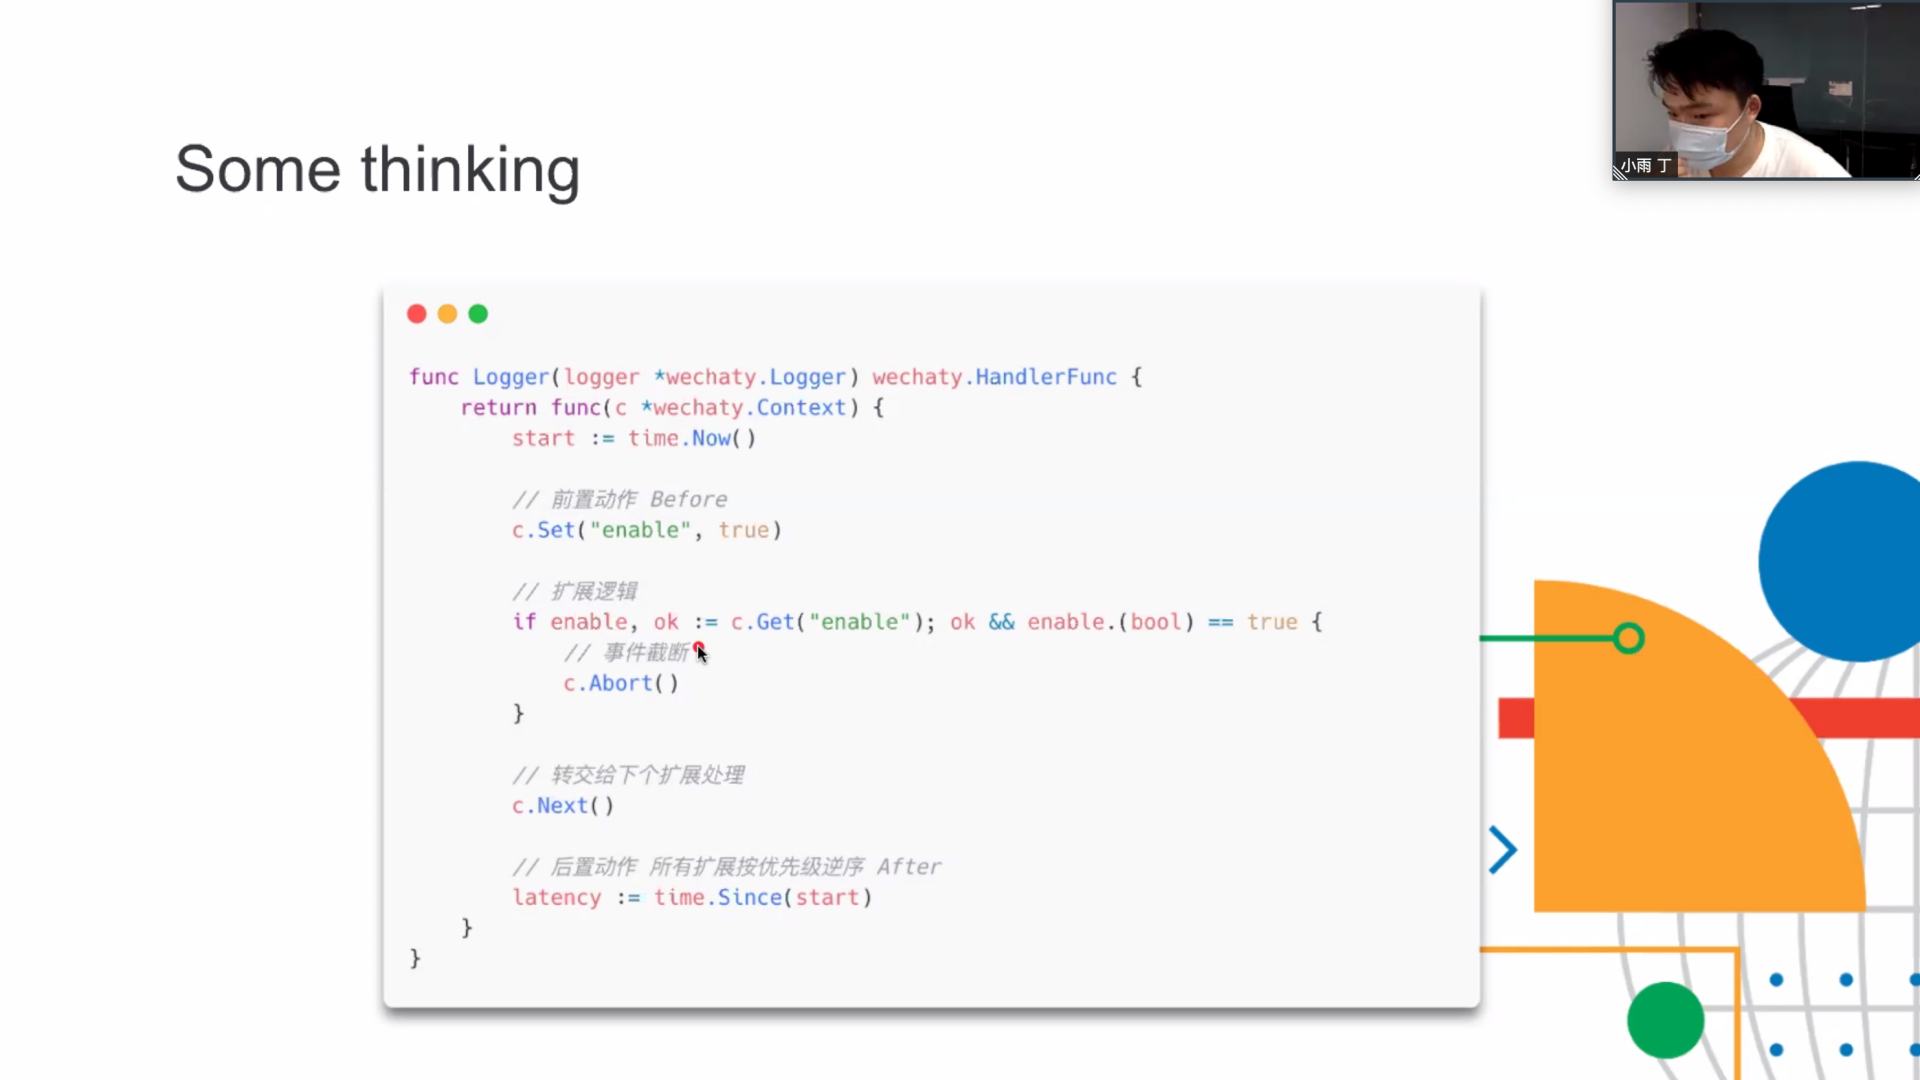 小雨 丁
Some thinking
func Logger(logger *wechaty.Logger) wechaty.HandlerFunc {
    return func(c *wechaty.Context) {
        start := time.Now()
        // 前置动作 Before
        c.Set("enable", true)
        // 扩展逻辑
        if enable, ok := c.Get("enable"); ok && enable.(bool) == true {
            // 事件截断
            c.Abort()
        }
        // 转交给下个扩展处理
        c.Next()
        // 后置动作 所有扩展按优先级逆序 After
        latency := time.Since(start)
    }
}